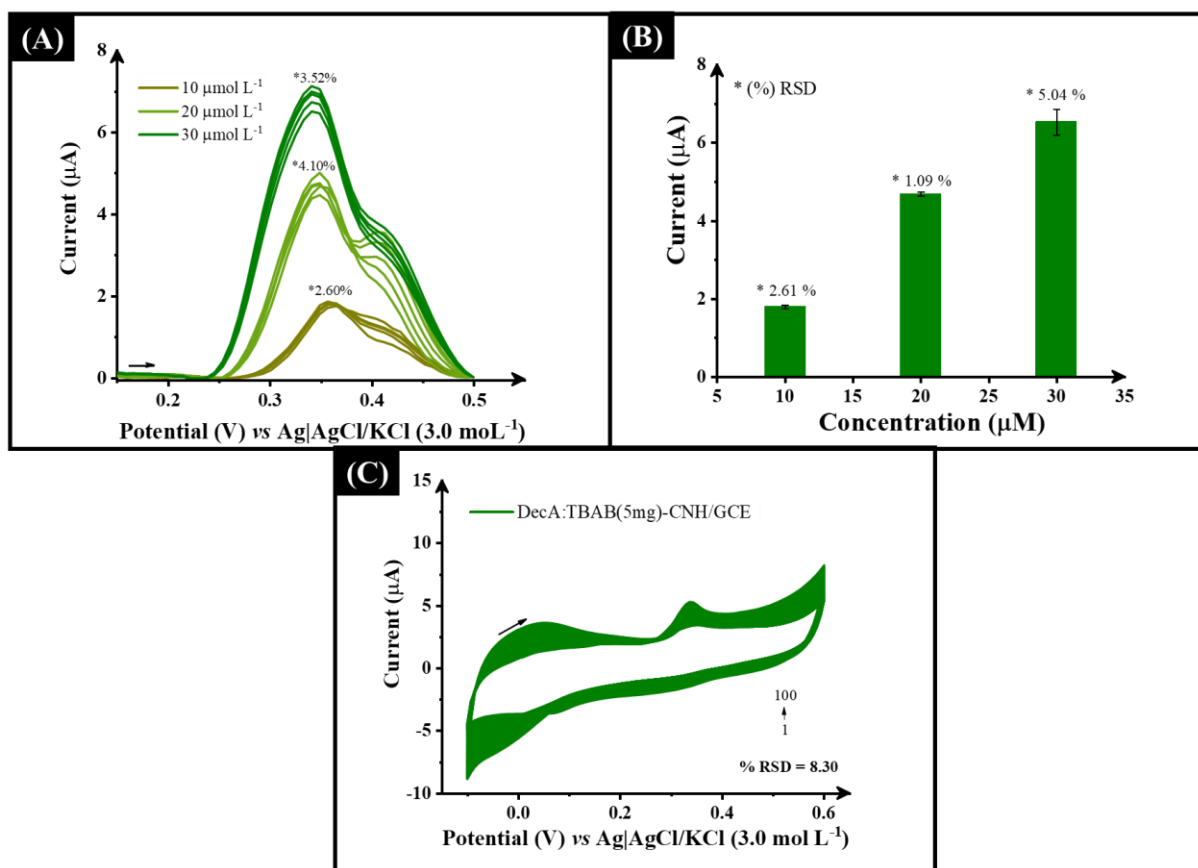 (A)
8
6
4
2
0
Current (µA)
10 µmol L⁻¹
20 µmol L⁻¹
30 µmol L⁻¹
*3.52%
*4.10%
*2.60%
0.2 0.3 0.4 0.5
Potential (V) vs Ag|AgCl/KCl (3.0 moL⁻¹)
(B)
8
6
4
2
0
Current (µA)
* (%) RSD
* 5.04 %
* 1.09 %
* 2.61 %
5 10 15 20 25 30 35
Concentration (µM)
(C)
15
10
5
0
-5
-10
Current (µA)
DecA:TBAB(5mg)-CNH/GCE
100
1
% RSD = 8.30
0.0 0.2 0.4 0.6
Potential (V) vs Ag|AgCl/KCl (3.0 mol L⁻¹)